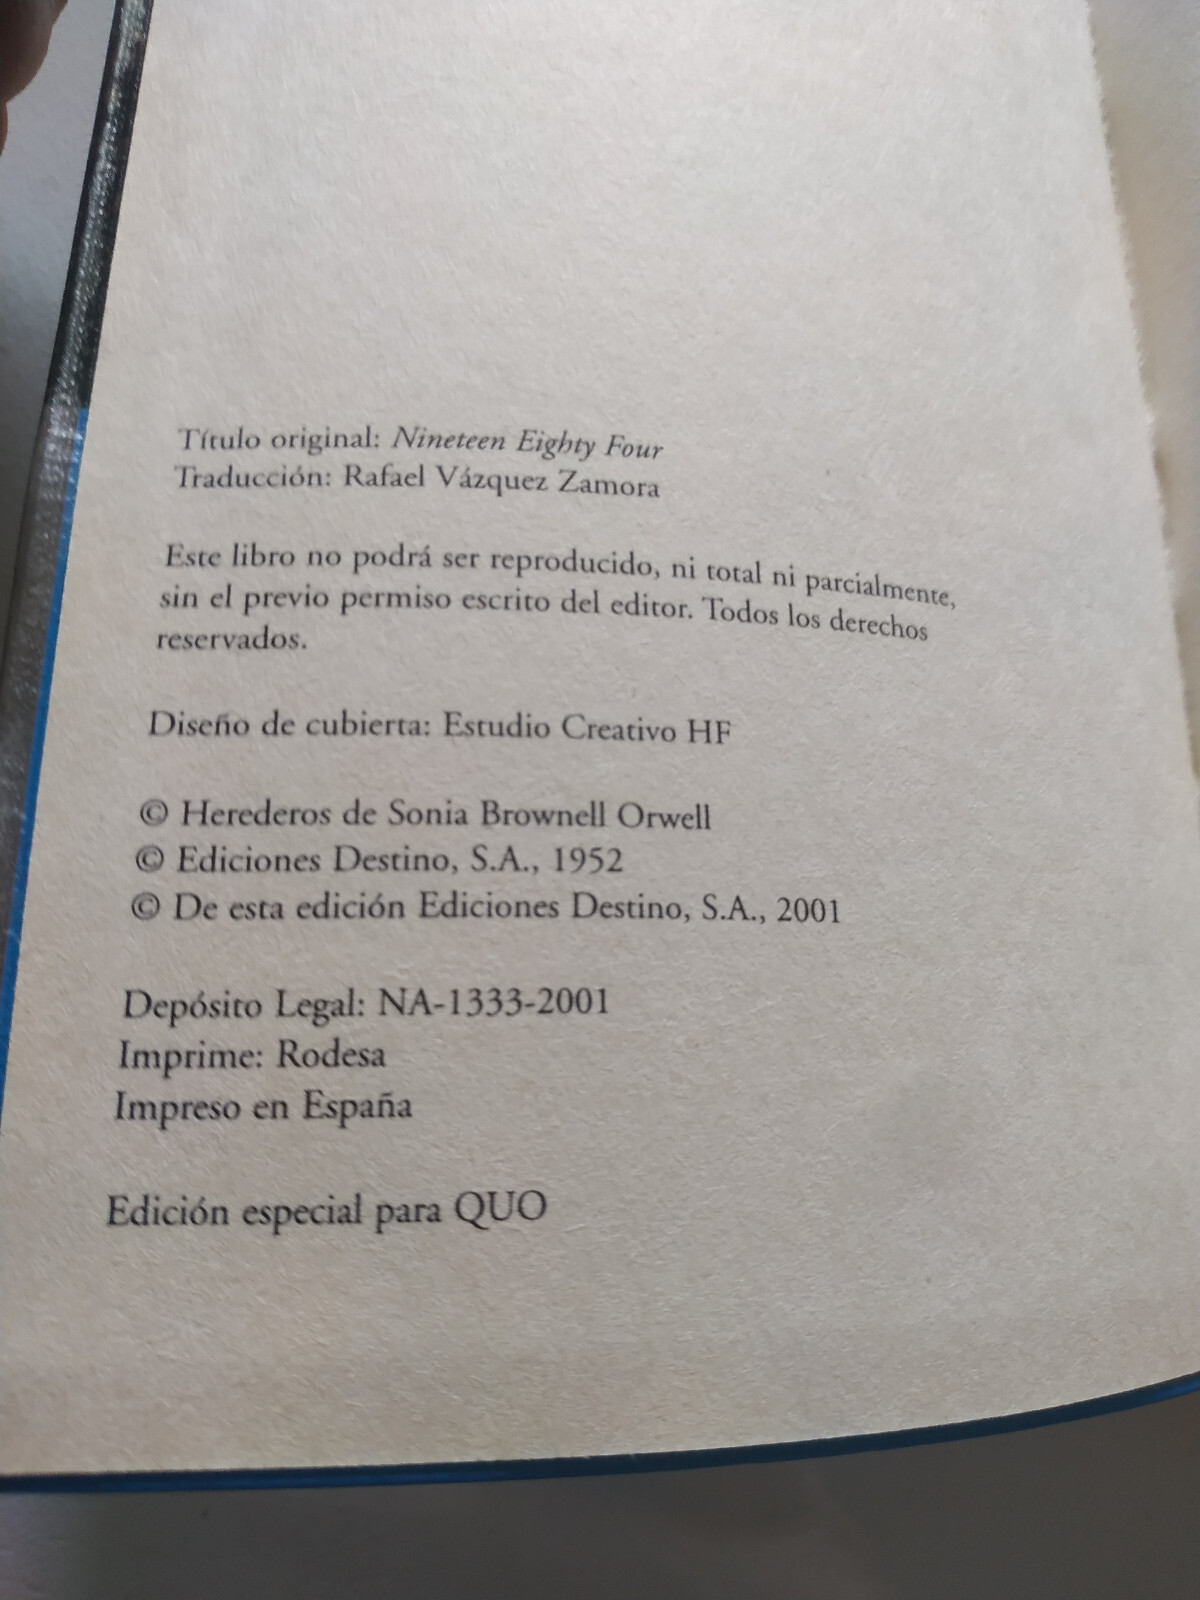 Título original: Nineteen Eighty Four
Traducción: Rafael Vázquez Zamora
Este libro no podrá ser reproducido, ni total ni parcialmente,
sin el previo permiso escrito del editor. Todos los derechos
reservados.
Diseño de cubierta: Estudio Creativo HF
© Herederos de Sonia Brownell Orwell
© Ediciones Destino, S.A., 1952
© De esta edición Ediciones Destino, S.A., 2001
Depósito Legal: NA-1333-2001
Imprime: Rodesa
Impreso en España
Edición especial para QUO